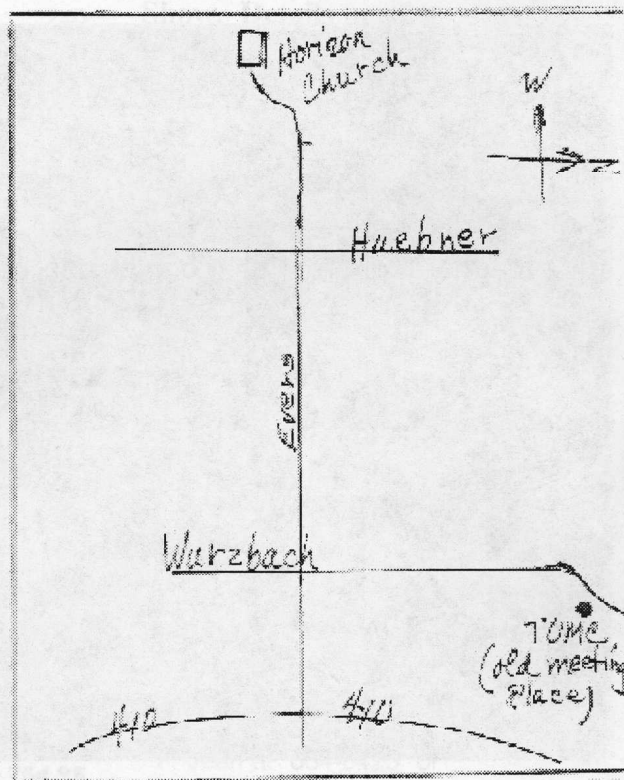 Horizon
Church
W
N
Huebner
Evers
Wurzbach
TUMC
(old meeting
Place)
410
410